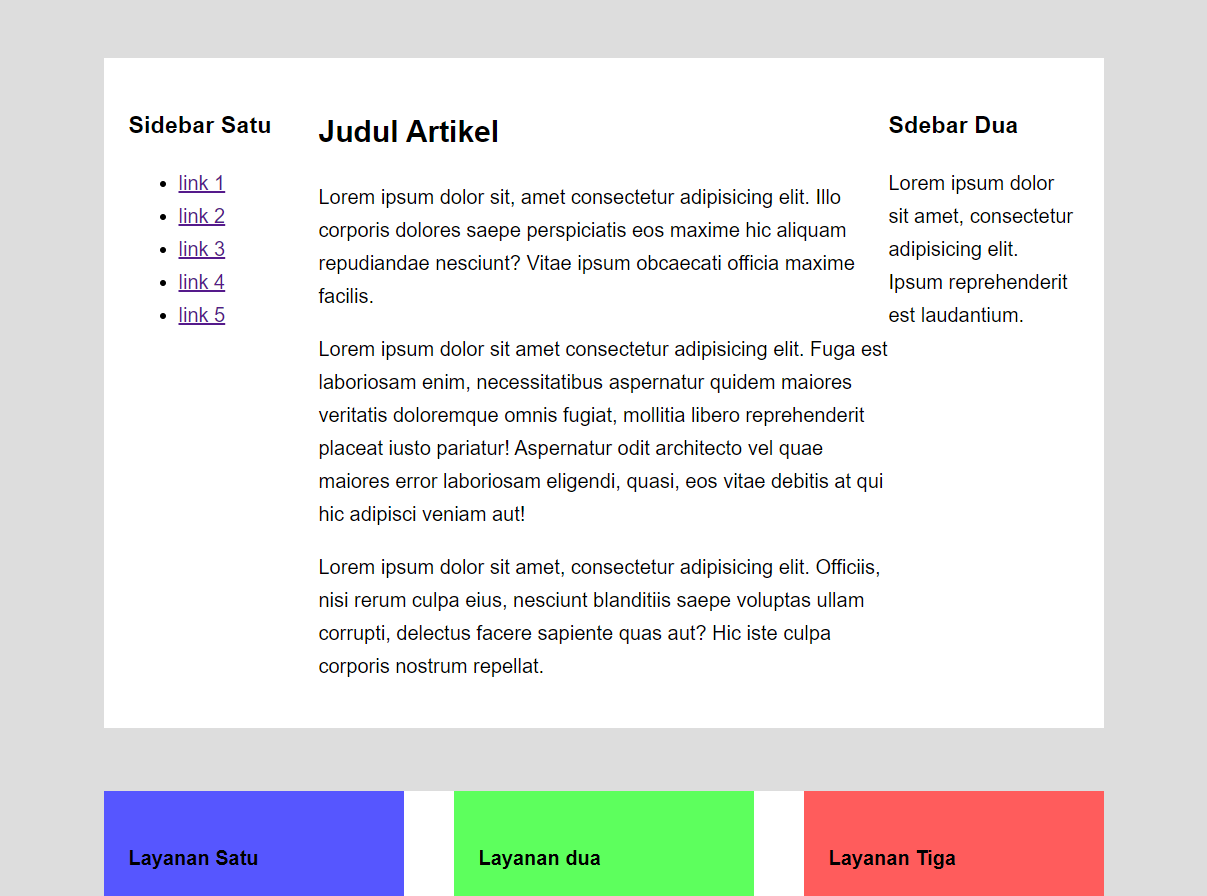 Sidebar Satu
link 1
link 2
link 3
link 4
link 5
Judul Artikel
Lorem ipsum dolor sit, amet consectetur adipisicing elit. Illo
corporis dolores saepe perspiciatis eos maxime hic aliquam
repudiandae nesciunt? Vitae ipsum obcaecati officia maxime
facilis.
Lorem ipsum dolor sit amet consectetur adipisicing elit. Fuga est
laboriosam enim, necessitatibus aspernatur quidem maiores
veritatis doloremque omnis fugiat, mollitia libero reprehenderit
placeat iusto pariatur! Aspernatur odit architecto vel quae
maiores error laboriosam eligendi, quasi, eos vitae debitis at qui
hic adipisci veniam aut!
Lorem ipsum dolor sit amet, consectetur adipisicing elit. Officiis,
nisi rerum culpa eius, nesciunt blanditiis saepe voluptas ullam
corrupti, delectus facere sapiente quas aut? Hic iste culpa
corporis nostrum repellat.
Sdebar Dua
Lorem ipsum dolor
sit amet, consectetur
adipisicing elit.
Ipsum reprehenderit
est laudantium.
Layanan Satu
Layanan dua
Layanan Tiga